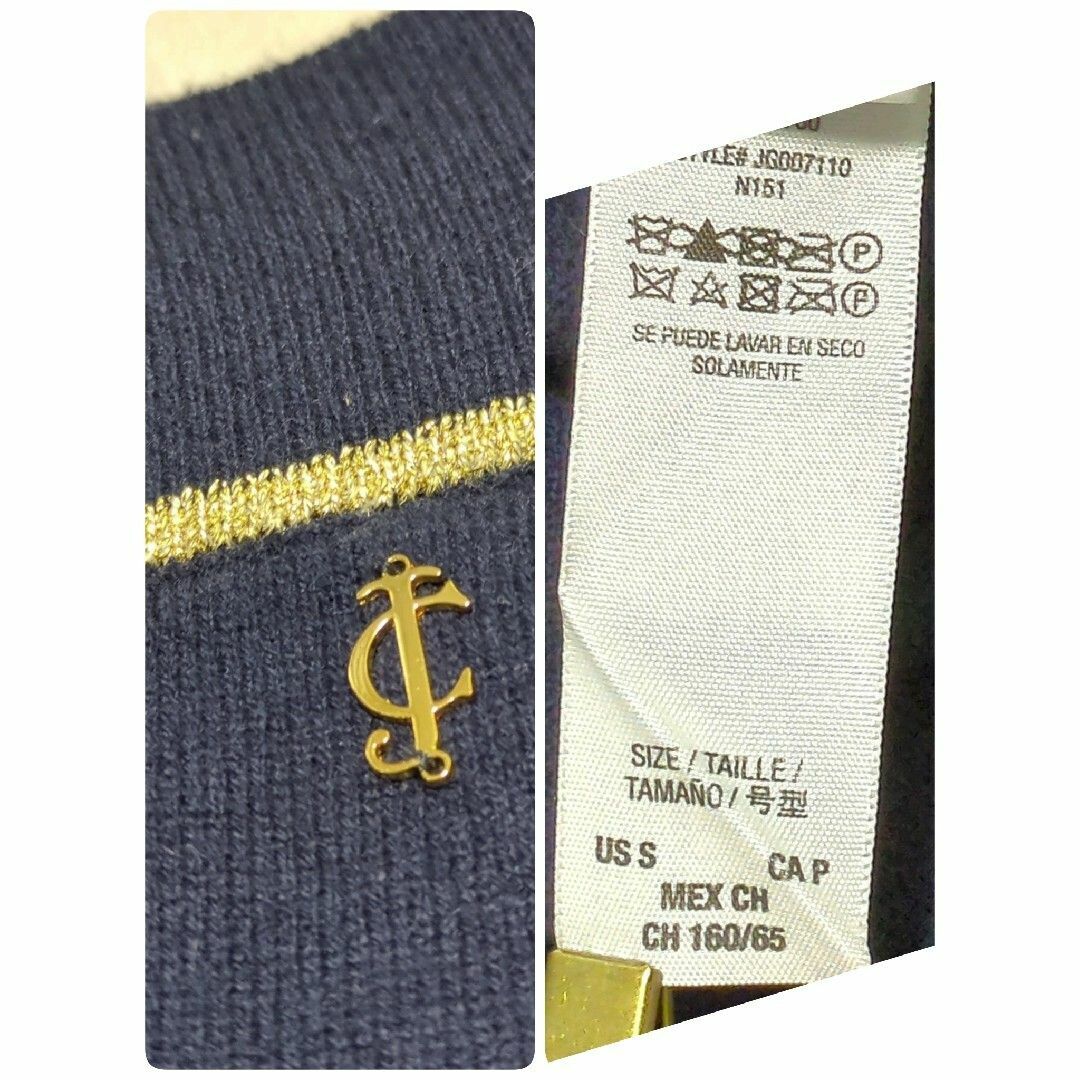 JG007110
N151
P
F
SE PUEDE LAVAR EN SECO
SOLAMENTE
SIZE / TAILLE /
TAMAÑO / 号型
US S CA P
MEX CH
CH 160/65